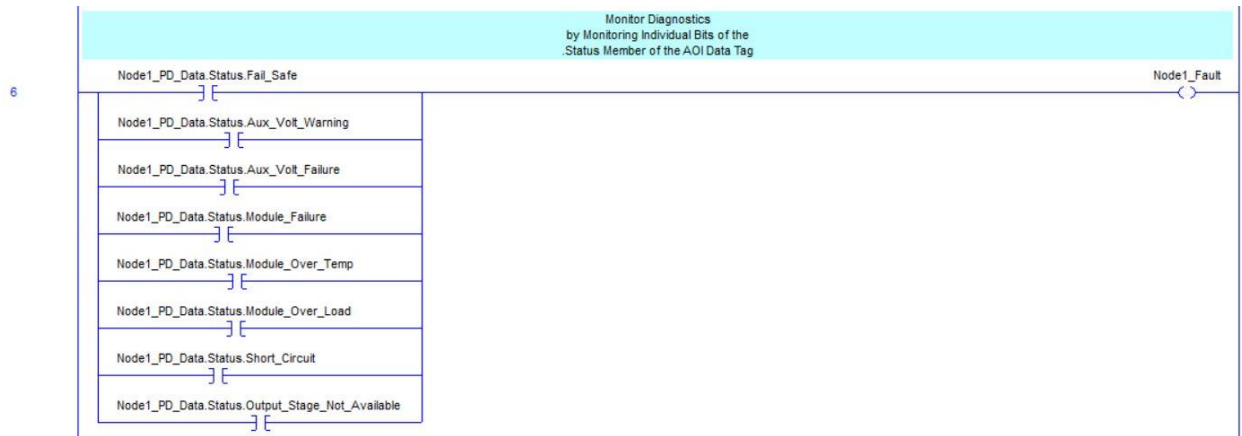 Monitor Diagnostics
by Monitoring Individual Bits of the
.Status Member of the AOI Data Tag
Node1_PD_Data.Status.Fail_Safe
Node1_Fault
6
Node1_PD_Data.Status.Aux_Volt_Warning
Node1_PD_Data.Status.Aux_Volt_Failure
Node1_PD_Data.Status.Module_Failure
Node1_PD_Data.Status.Module_Over_Temp
Node1_PD_Data.Status.Module_Over_Load
Node1_PD_Data.Status.Short_Circuit
Node1_PD_Data.Status.Output_Stage_Not_Available